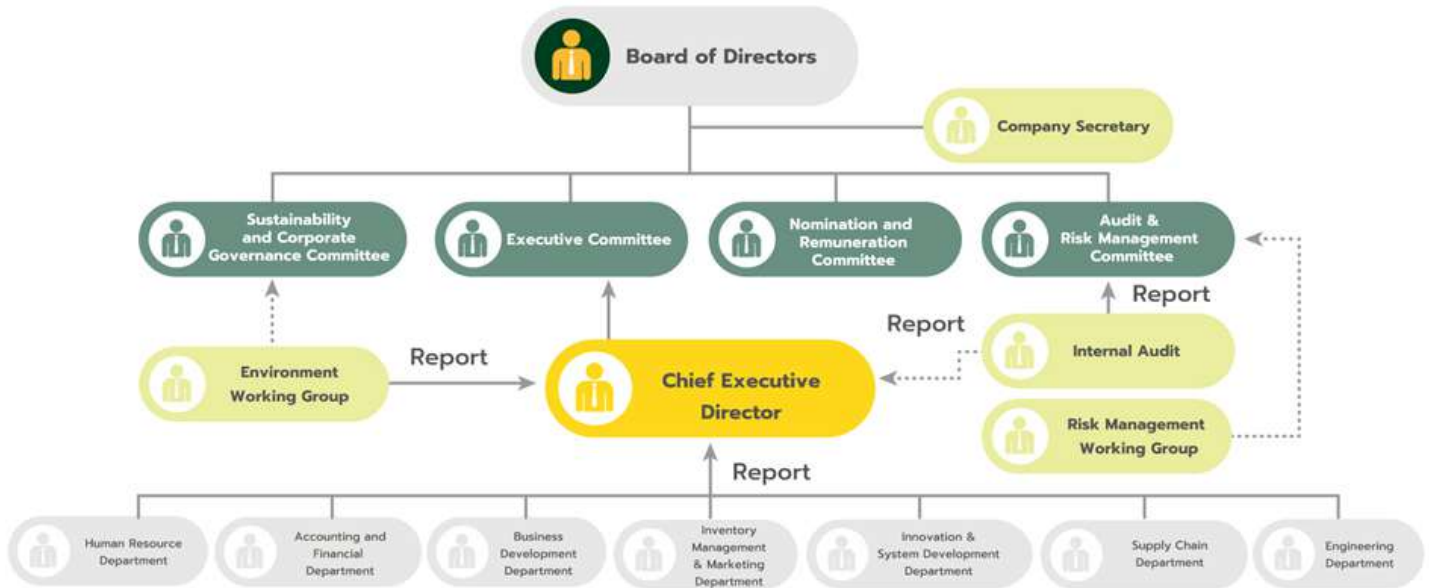 Board of Directors
Company Secretary
Sustainability
and Corporate
Governance Committee
Executive Committee
Nomination and
Remuneration
Committee
Audit &
Risk Management
Committee
Report
Report
Internal Audit
Environment
Working Group
Report
Chief Executive
Director
Risk Management
Working Group
Report
Human Resource
Department
Accounting and
Financial
Department
Business
Development
Department
Inventory
Management
& Marketing
Department
Innovation &
System Development
Department
Supply Chain
Department
Engineering
Department